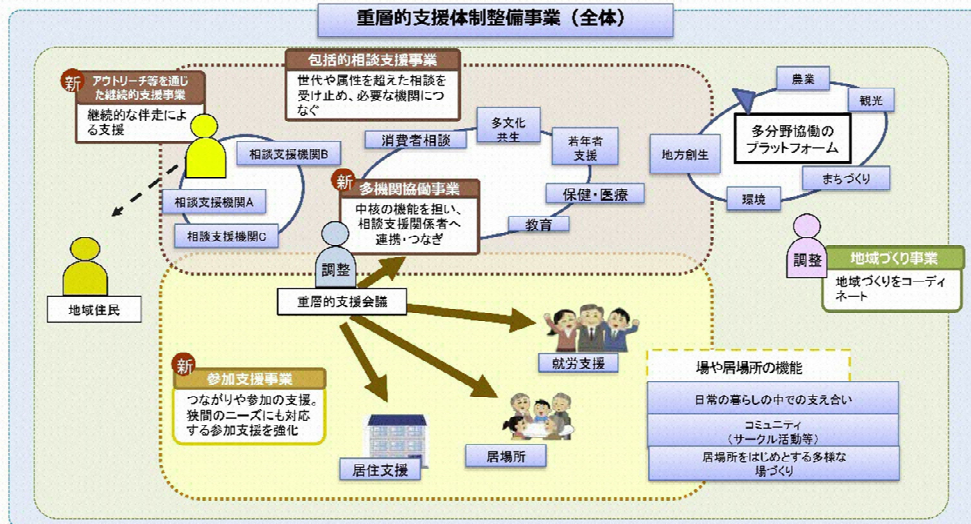 重層的支援体制整備事業（全体）
新
アウトリーチ等を通じ
た継続的支援事業
継続的な伴走によ
る支援
包括的相談支援事業
世代や属性を超えた相談を
受け止め、必要な機関につ
なぐ
相談支援機関B
相談支援機関A
相談支援機関C
消費者相談
多文化
共生
若年者
支援
保健・医療
教育
新
多機関協働事業
中核の機能を担い、
相談支援関係者へ
連携・つなぎ
農業
観光
多分野協働の
プラットフォーム
地方創生
まちづくり
環境
調整
地域づくり事業
地域づくりをコーディ
ネート
地域住民
調整
重層的支援会議
新
参加支援事業
つながりや参加の支援。
狭間のニーズにも対応
する参加支援を強化
就労支援
居場所
居住支援
場や居場所の機能
日常の暮らしの中での支え合い
コミュニティ
（サークル活動等）
居場所をはじめとする多様な
場づくり